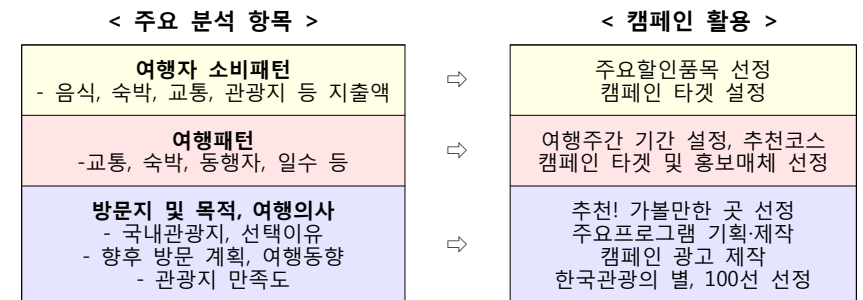 < 주요 분석 항목 >
< 캠페인 활용 >
여행자 소비패턴
- 음식, 숙박, 교통, 관광지 등 지출액
⇨
주요할인품목 선정
캠페인 타겟 설정
여행패턴
-교통, 숙박, 동행자, 일수 등
⇨
여행주간 기간 설정, 추천코스
캠페인 타겟 및 홍보매체 선정
방문지 및 목적, 여행의사
- 국내관광지, 선택이유
- 향후 방문 계획, 여행동향
- 관광지 만족도
⇨
추천! 가볼만한 곳 선정
주요프로그램 기획·제작
캠페인 광고 제작
한국관광의 별, 100선 선정